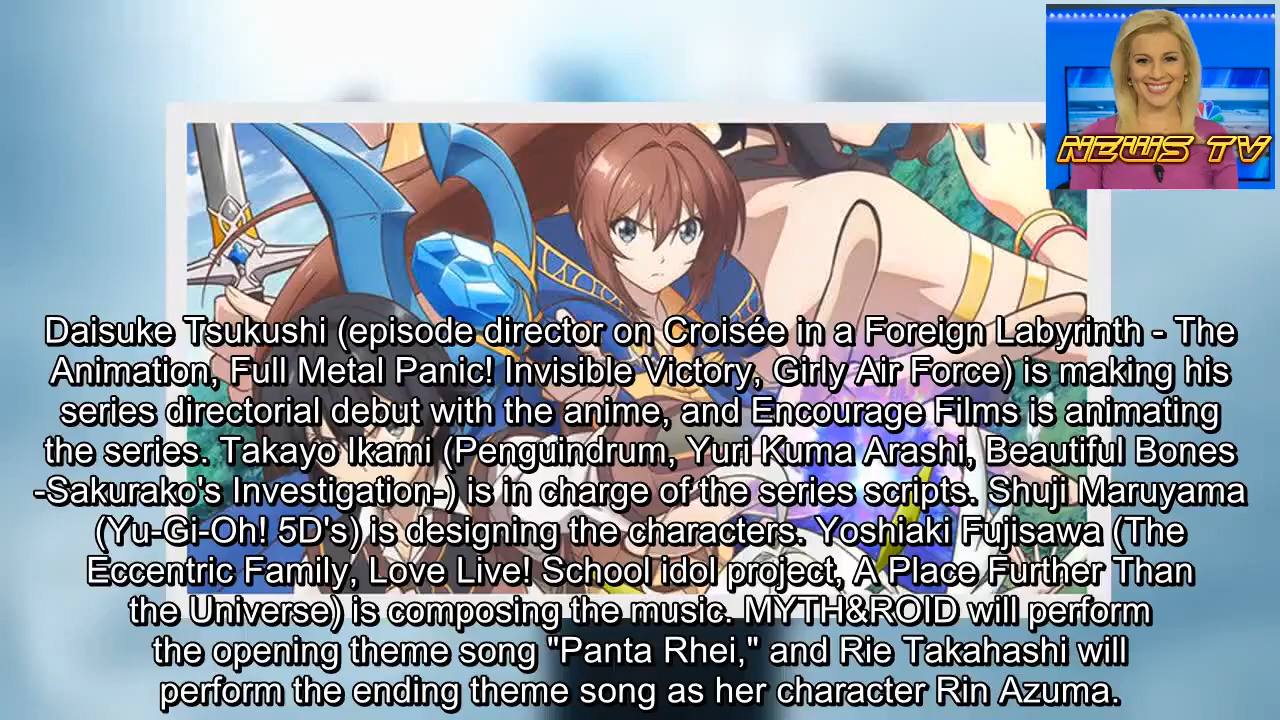 NEWS TV
Daisuke Tsukushi (episode director on Croisée in a Foreign Labyrinth - The
Animation, Full Metal Panic! Invisible Victory, Girly Air Force) is making his
series directorial debut with the anime, and Encourage Films is animating
the series. Takayo Ikami (Penguindrum, Yuri Kuma Arashi, Beautiful Bones
-Sakurako's Investigation-) is in charge of the series scripts. Shuji Maruyama
(Yu-Gi-Oh! 5D's) is designing the characters. Yoshiaki Fujisawa (The
Eccentric Family, Love Live! School idol project, A Place Further Than
the Universe) is composing the music. MYTH&ROID will perform
the opening theme song "Panta Rhei," and Rie Takahashi will
perform the ending theme song as her character Rin Azuma.